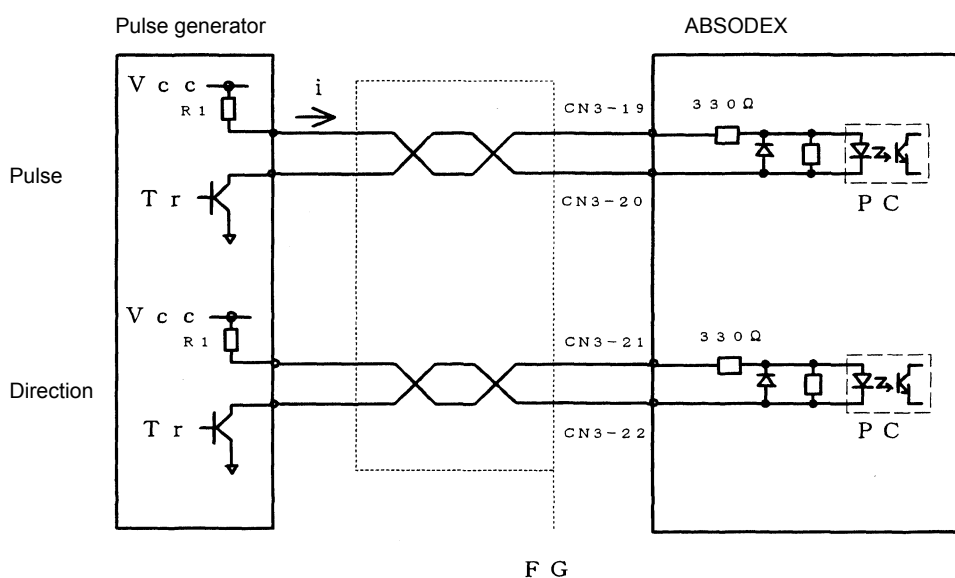 Pulse generator
ABSODEX
Vcc
R1
i
CN3-19
330Ω
Pulse
Tr
CN3-20
PC
Vcc
R1
CN3-21
330Ω
Direction
Tr
CN3-22
PC
FG